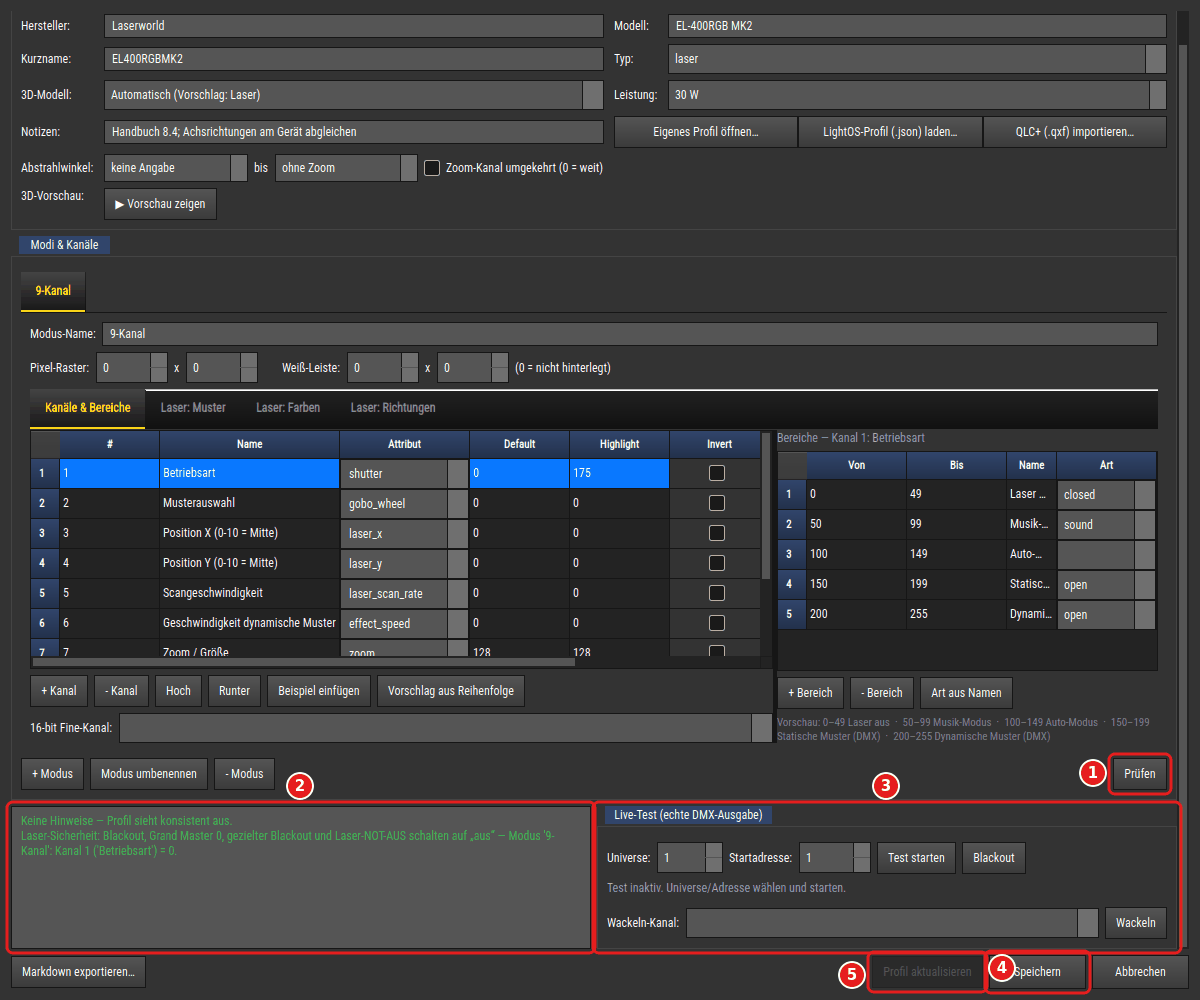 Hersteller: Laserworld Modell: EL-400RGB MK2
Kurzname: EL400RGBMK2 Typ: laser
3D-Modell: Automatisch (Vorschlag: Laser) Leistung: 30 W
Notizen: Handbuch 8.4; Achsrichtungen am Gerät abgleichen Eigenes Profil öffnen... LightOS-Profil (.json) laden... QLC+ (.qxf) importieren...
Abstrahlwinkel: keine Angabe bis ohne Zoom Zoom-Kanal umgekehrt (0 = weit)
3D-Vorschau: ▶ Vorschau zeigen
Modi & Kanäle
9-Kanal
Modus-Name: 9-Kanal
Pixel-Raster: 0 x 0 Weiß-Leiste: 0 x 0 (0 = nicht hinterlegt)
Kanäle & Bereiche Laser: Muster Laser: Farben Laser: Richtungen
# Name Attribut Default Highlight Invert
1 1 Betriebsart shutter 0 175
2 2 Musterauswahl gobo_wheel 0 0
3 3 Position X (0-10 = Mitte) laser_x 0 0
4 4 Position Y (0-10 = Mitte) laser_y 0 0
5 5 Scangeschwindigkeit laser_scan_rate 0 0
6 6 Geschwindigkeit dynamische Muster effect_speed 0 0
7 7 Zoom / Größe zoom 128 128
Bereiche — Kanal 1: Betriebsart
Von Bis Name Art
1 0 49 Laser ... closed
2 50 99 Musik-... sound
3 100 149 Auto-...
4 150 199 Statisc... open
5 200 255 Dynami... open
+ Kanal - Kanal Hoch Runter Beispiel einfügen Vorschlag aus Reihenfolge
+ Bereich - Bereich Art aus Namen
16-bit Fine-Kanal:
Vorschau: 0–49 Laser aus · 50–99 Musik-Modus · 100–149 Auto-Modus · 150–199
Statische Muster (DMX) · 200–255 Dynamische Muster (DMX)
+ Modus Modus umbenennen - Modus 1 Prüfen
2 3
Keine Hinweise — Profil sieht konsistent aus.
Laser-Sicherheit: Blackout, Grand Master 0, gezielter Blackout und Laser-NOT-AUS schalten auf „aus“ — Modus '9-
Kanal': Kanal 1 ('Betriebsart') = 0.
Live-Test (echte DMX-Ausgabe)
Universe: 1 Startadresse: 1 Test starten Blackout
Test inaktiv. Universe/Adresse wählen und starten.
Wackeln-Kanal: Wackeln
Markdown exportieren... 5 Profil aktualisieren 4 Speichern Abbrechen